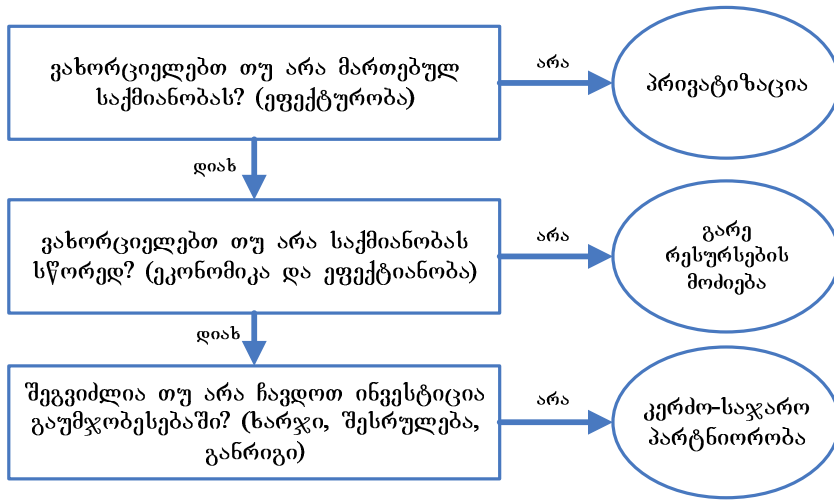 ვახორციელებთ თუ არა მართებულ
საქმიანობას? (ეფექტურობა)
არა
პრივატიზაცია
დიახ
ვახორციელებთ თუ არა საქმიანობას
სწორედ? (ეკონომიკა და ეფექტიანობა)
არა
გარე
რესურსების
მოძიება
დიახ
შეგვიძლია თუ არა ჩავდოთ ინვესტიცია
გაუმჯობესებაში? (ხარჯი, შესრულება,
განრიგი)
არა
კერძო-საჯარო
პარტნიორობა